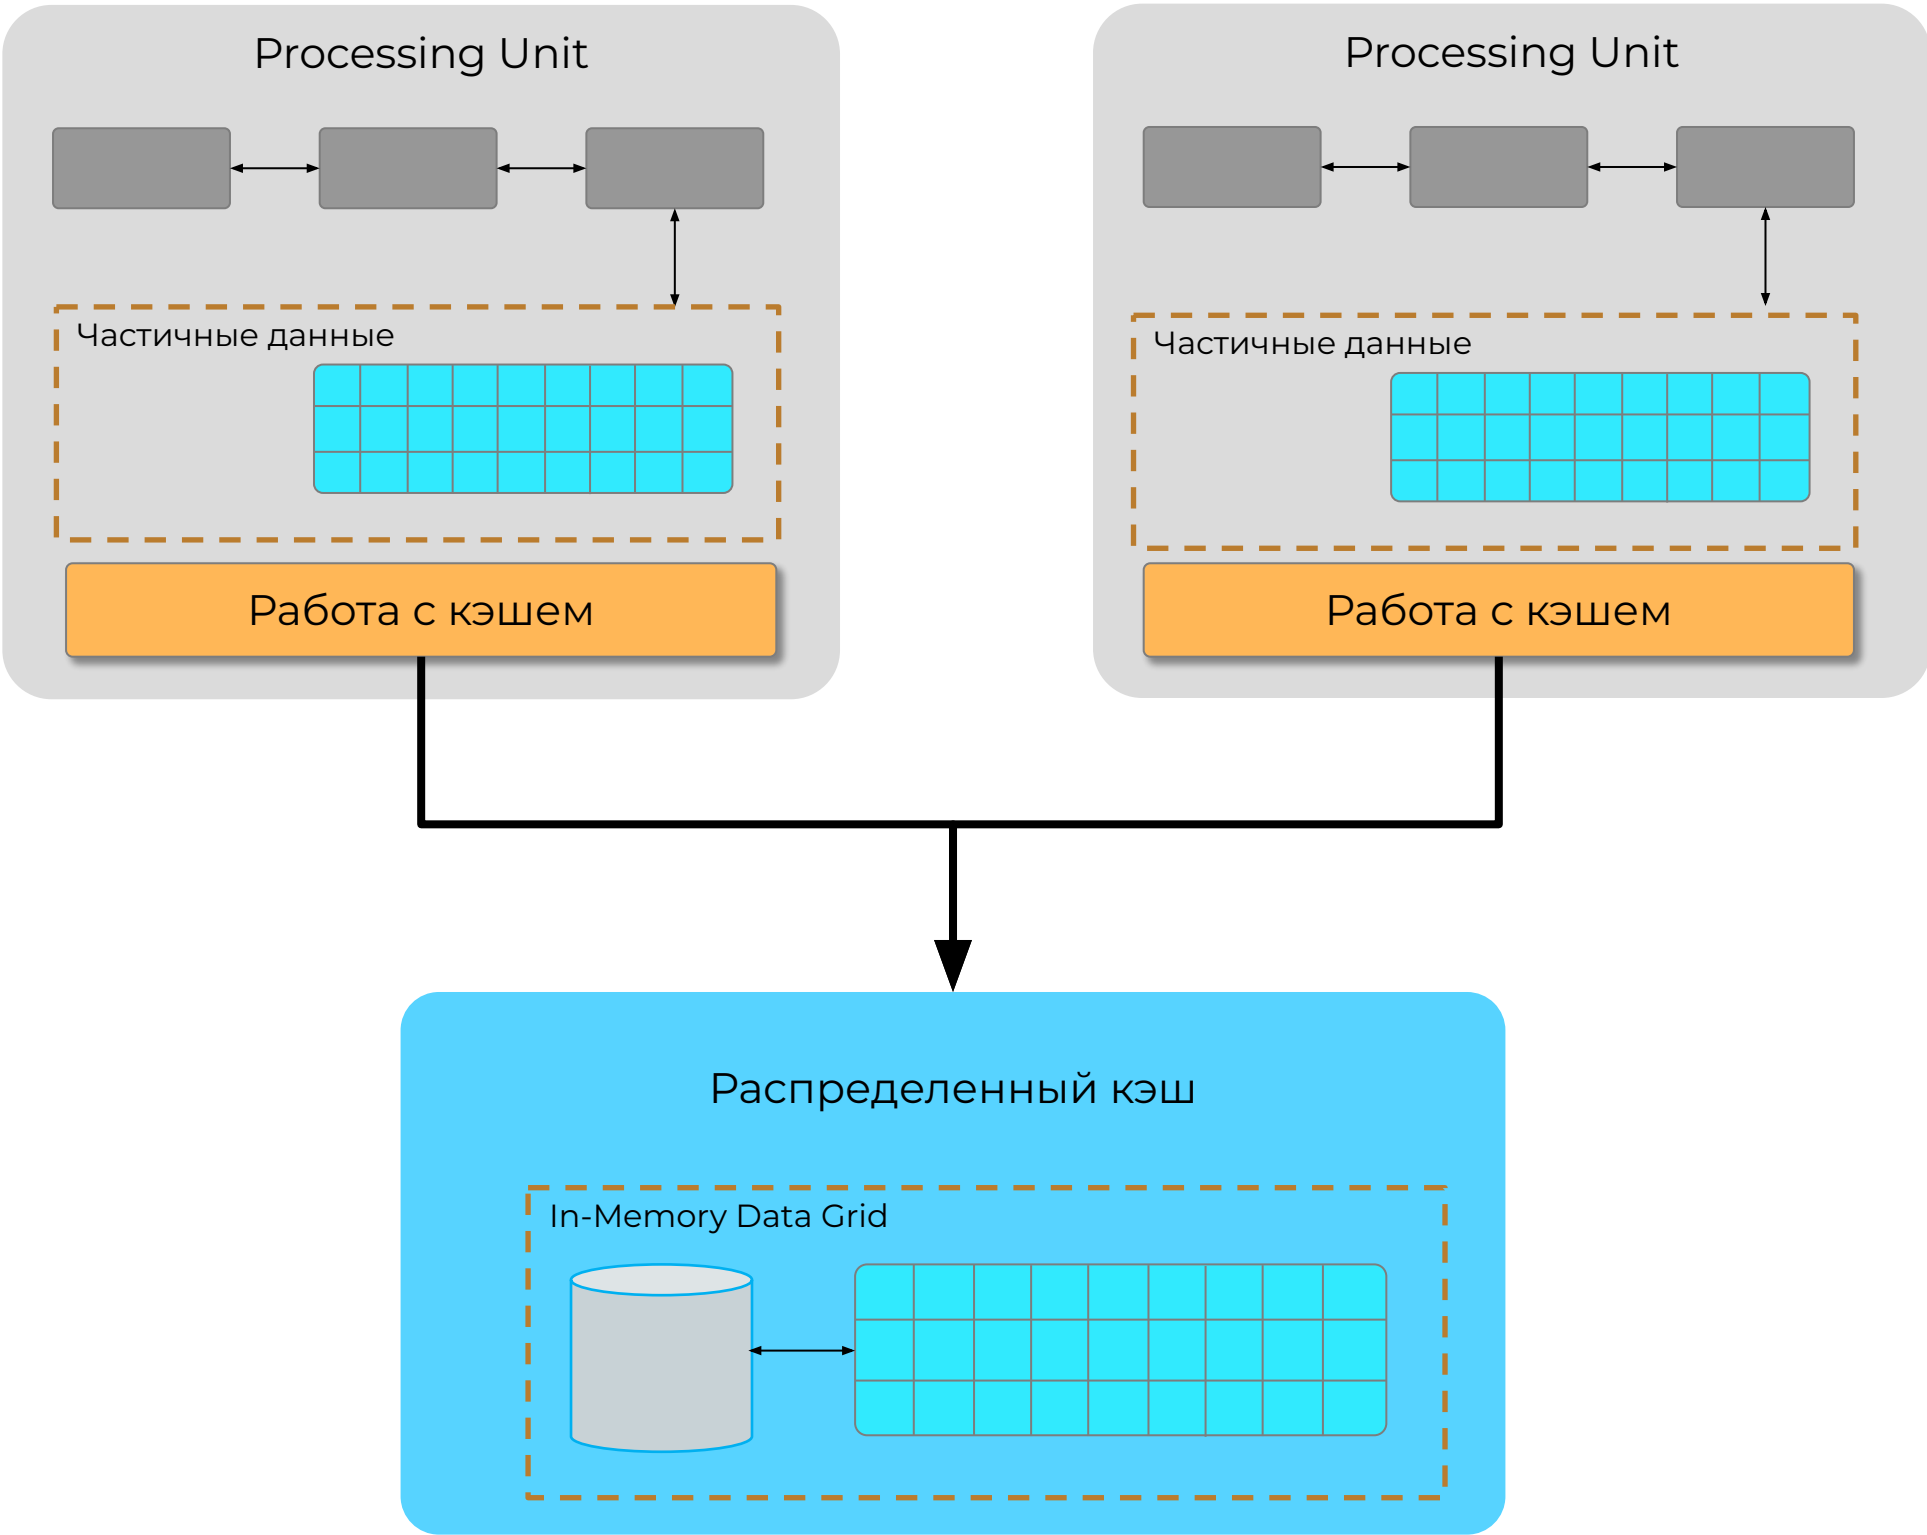 Processing Unit
Частичные данные
Работа с кэшем
Processing Unit
Частичные данные
Работа с кэшем
Распределенный кэш
In-Memory Data Grid